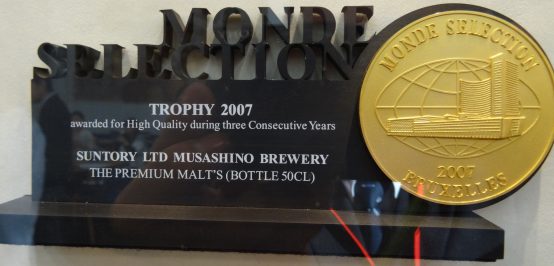 MONDE
SELECTION
TROPHY 2007
awarded for High Quality during three Consecutive Years
SUNTORY LTD MUSASHINO BREWERY
THE PREMIUM MALT'S (BOTTLE 50CL)
MONDE SELECTION
2007
BRUXELLES